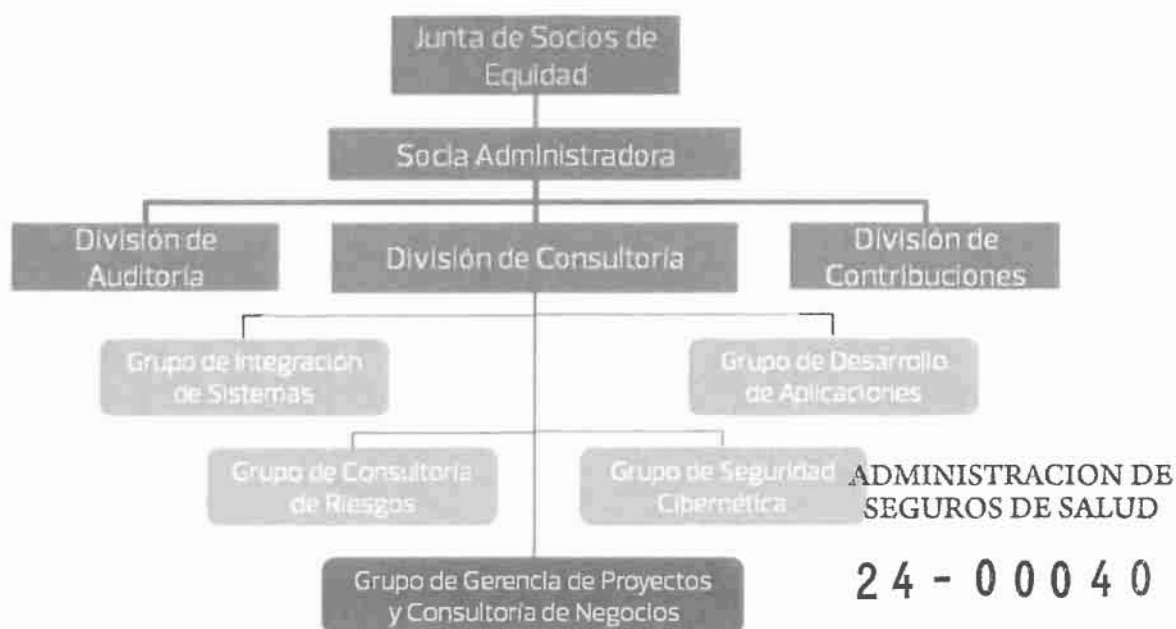 Junta de Socios de
Equidad
Socia Administradora
División de
Auditoría
División de Consultoría
División de
Contribuciones
Grupo de Integración
de Sistemas
Grupo de Desarrollo
de Aplicaciones
Grupo de Consultoría
de Riesgos
Grupo de Seguridad
Cibernética
ADMINISTRACION DE
SEGUROS DE SALUD
24 - 00040
Grupo de Gerencia de Proyectos
y Consultoría de Negocios